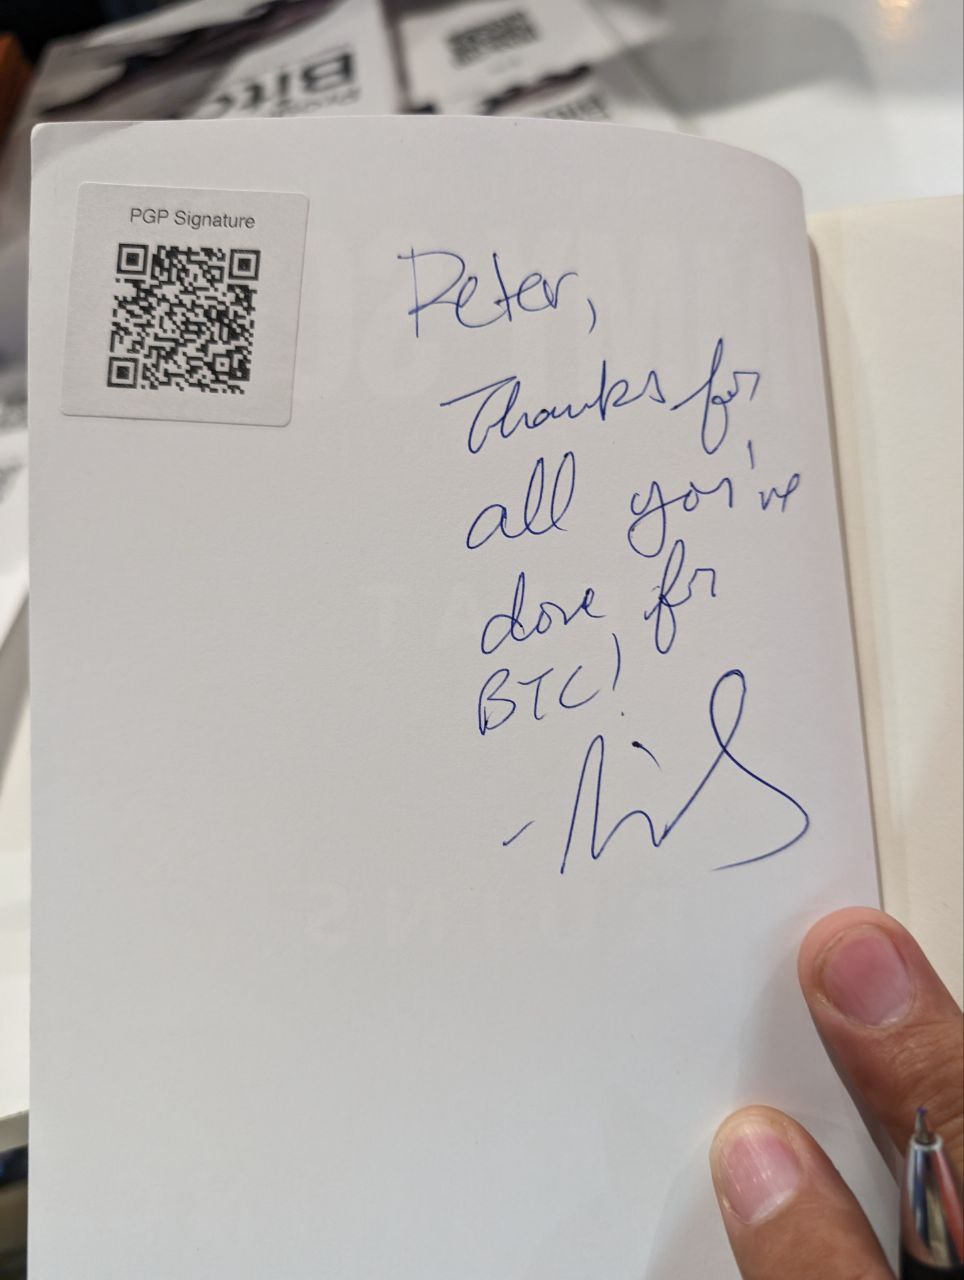 PGP Signature
Peter,
Thanks for
all you've
done for
BTC!